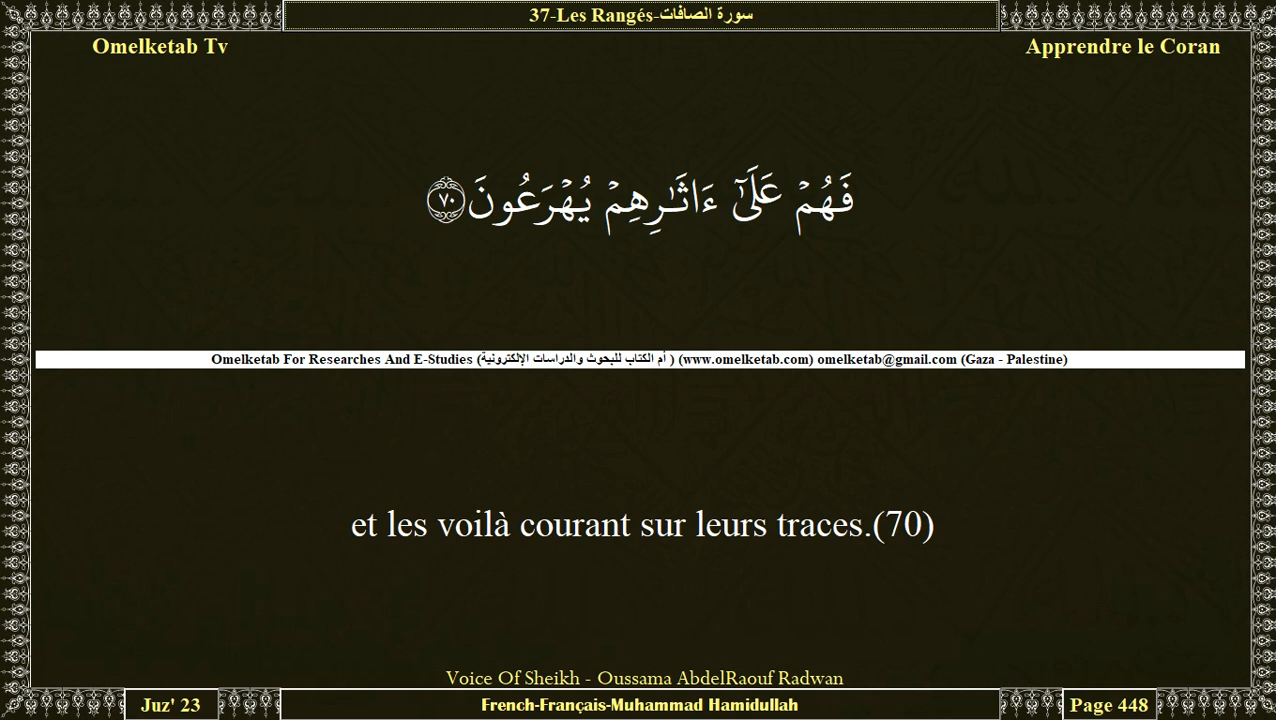 37-Les Rangés-سورة الصافات
Omelketab Tv
Apprendre le Coran
فَهُمۡ عَلَىٰٓ ءَاثَٰرِهِمۡ يُهۡرَعُونَ ٧٠
Omelketab For Researches And E-Studies (أم الكتاب للبحوث والدراسات الإلكترونية ) (www.omelketab.com) omelketab@gmail.com (Gaza - Palestine)
et les voilà courant sur leurs traces.(70)
Voice Of Sheikh - Oussama AbdelRaouf Radwan
Juz' 23
French-Français-Muhammad Hamidullah
Page 448